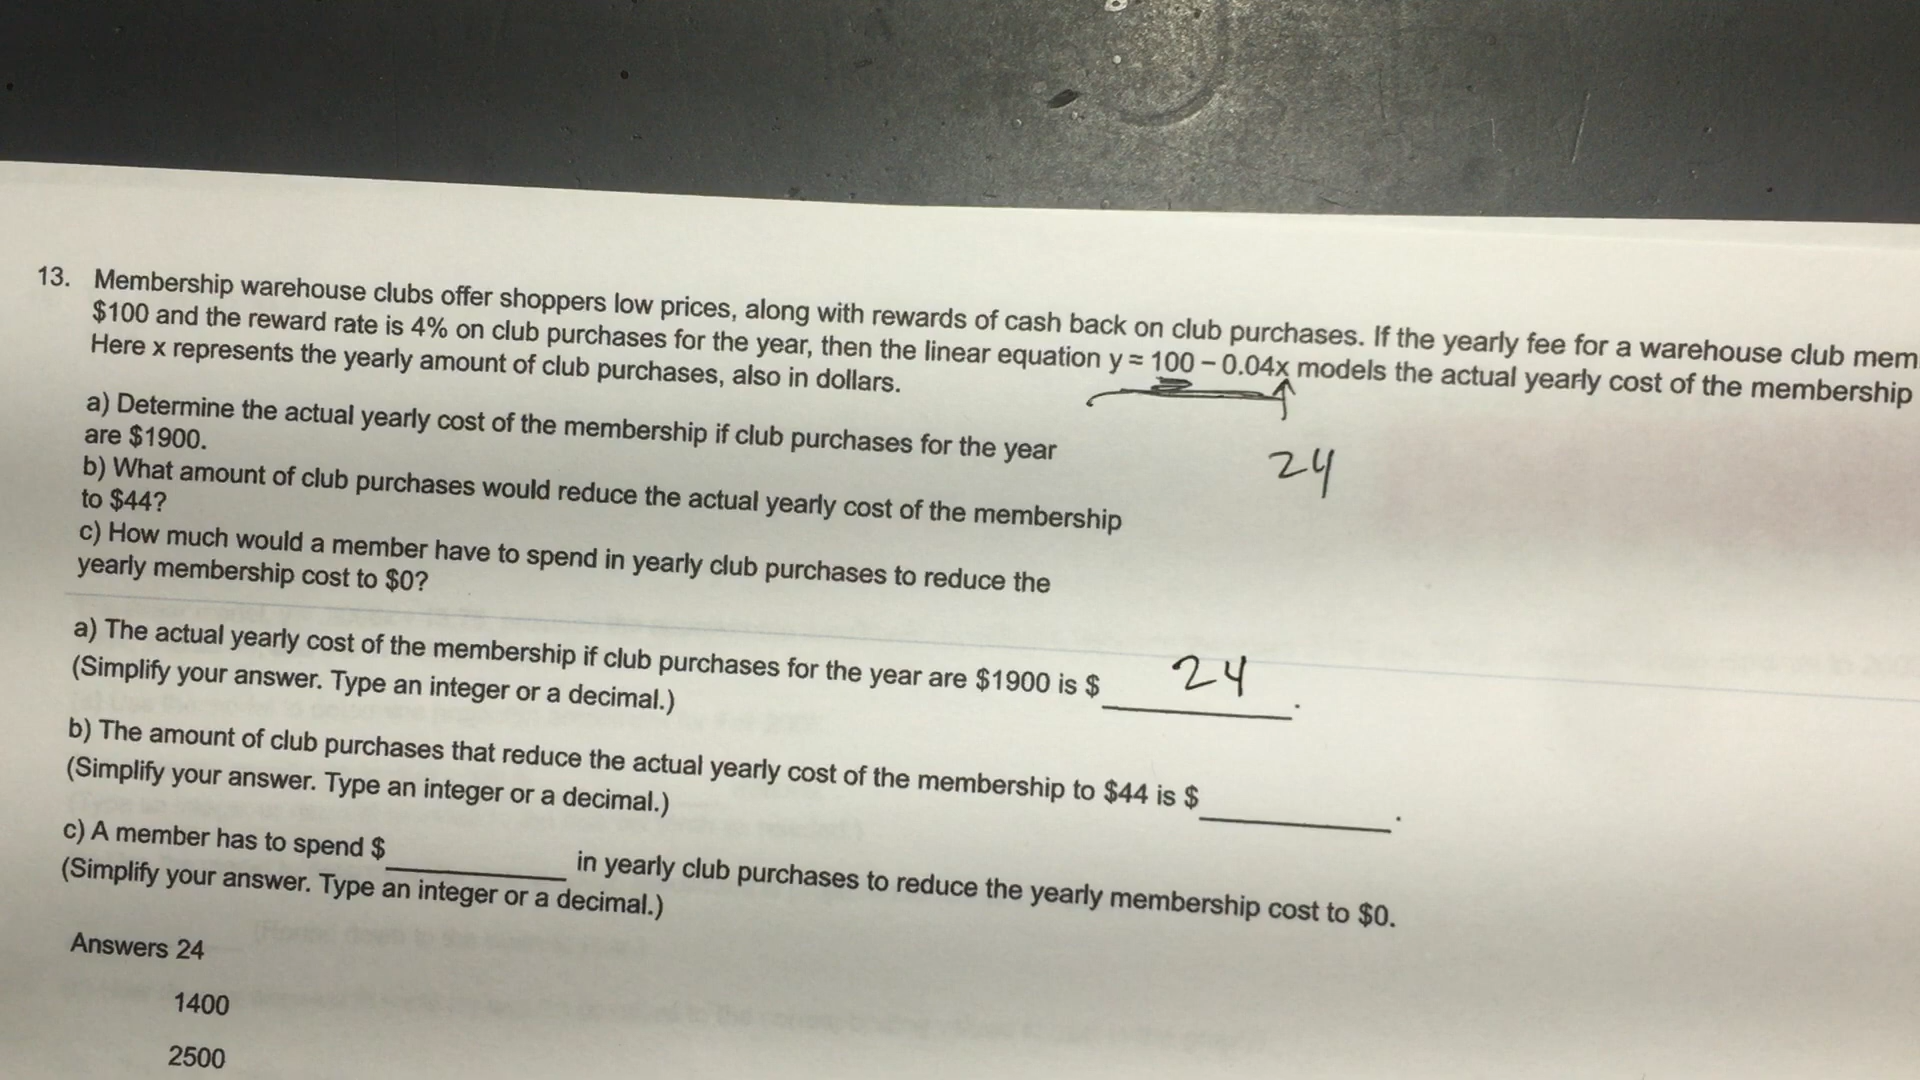 13. Membership warehouse clubs offer shoppers low prices, along with rewards of cash back on club purchases. If the yearly fee for a warehouse club mem
$100 and the reward rate is 4% on club purchases for the year, then the linear equation y = 100 – 0.04x models the actual yearly cost of the membership
Here x represents the yearly amount of club purchases, also in dollars.
a) Determine the actual yearly cost of the membership if club purchases for the year
are $1900.
24
b) What amount of club purchases would reduce the actual yearly cost of the membership
to $44?
c) How much would a member have to spend in yearly club purchases to reduce the
yearly membership cost to $0?
a) The actual yearly cost of the membership if club purchases for the year are $1900 is $ 24.
(Simplify your answer. Type an integer or a decimal.)
b) The amount of club purchases that reduce the actual yearly cost of the membership to $44 is $ ______.
(Simplify your answer. Type an integer or a decimal.)
c) A member has to spend $ ______ in yearly club purchases to reduce the yearly membership cost to $0.
(Simplify your answer. Type an integer or a decimal.)
Answers 24
1400
2500